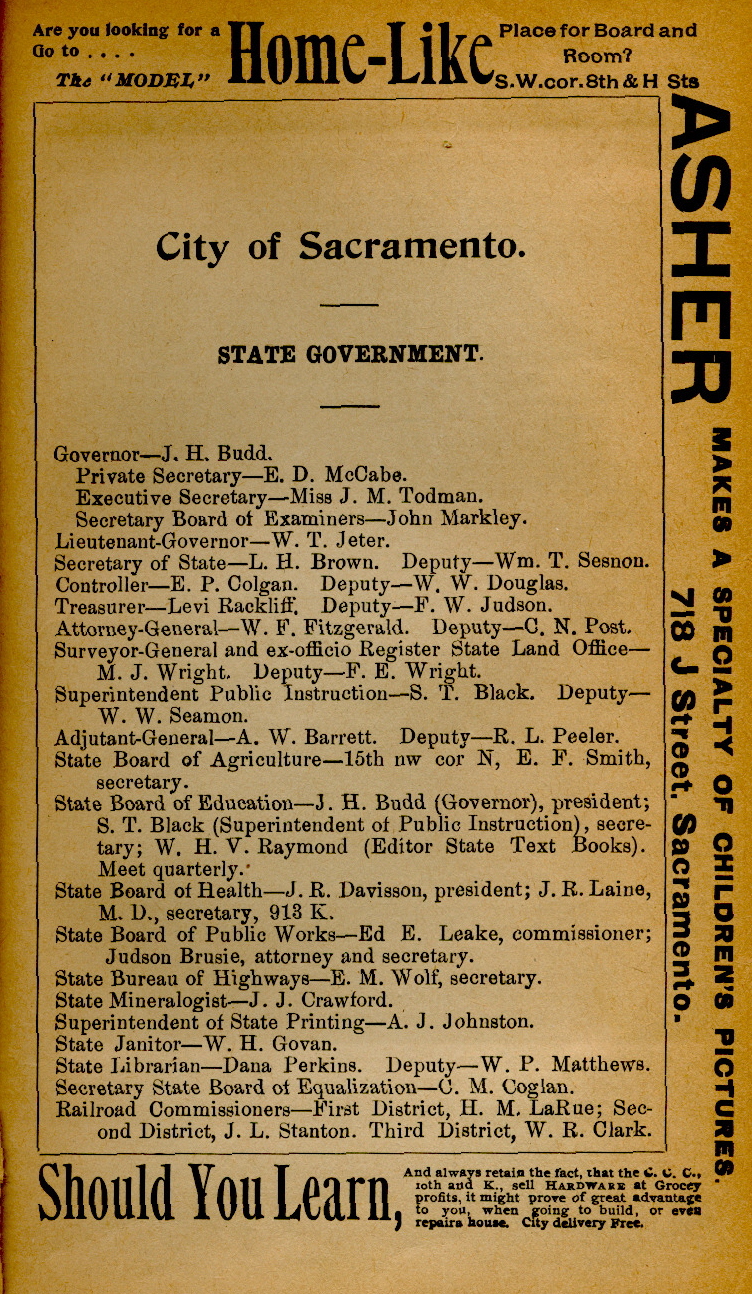 Are you looking for a
Go to . . . .
The "MODEL"
Home-Like
Place for Board and
Room?
S.W.cor.8th & H Sts
City of Sacramento.
STATE GOVERNMENT.
Governor—J. H. Budd.
Private Secretary—E. D. McCabe.
Executive Secretary—Miss J. M. Todman.
Secretary Board of Examiners—John Markley.
Lieutenant-Governor—W. T. Jeter.
Secretary of State—L. H. Brown. Deputy—Wm. T. Sesnon.
Controller—E. P. Colgan. Deputy—W. W. Douglas.
Treasurer—Levi Rackliff. Deputy—F. W. Judson.
Attorney-General—W. F. Fitzgerald. Deputy—C. N. Post.
Surveyor-General and ex-officio Register State Land Office—
M. J. Wright. Deputy—F. E. Wright.
Superintendent Public Instruction—S. T. Black. Deputy—
W. W. Seamon.
Adjutant-General—A. W. Barrett. Deputy—R. L. Peeler.
State Board of Agriculture—15th nw cor N, E. F. Smith,
secretary.
State Board of Education—J. H. Budd (Governor), president;
S. T. Black (Superintendent of Public Instruction), secre-
tary; W. H. V. Raymond (Editor State Text Books).
Meet quarterly.
State Board of Health—J. R. Davisson, president; J. R. Laine,
M. D., secretary, 913 K.
State Board of Public Works—Ed E. Leake, commissioner;
Judson Brusie, attorney and secretary.
State Bureau of Highways—E. M. Wolf, secretary.
State Mineralogist—J. J. Crawford.
Superintendent of State Printing—A. J. Johnston.
State Janitor—W. H. Govan.
State Librarian—Dana Perkins. Deputy—W. P. Matthews.
Secretary State Board of Equalization—C. M. Coglan.
Railroad Commissioners—First District, H. M. LaRue; Sec-
ond District, J. L. Stanton. Third District, W. R. Clark.
ASHER
MAKES A SPECIALTY OF CHILDREN'S PICTURES.
718 J Street. Sacramento.
Should You Learn,
And always retain the fact, that the C. C. C.,
10th and K., sell HARDWARE at Grocey
profits, it might prove of great advantage
to you, when going to build, or even
repairs house. City delivery Free.